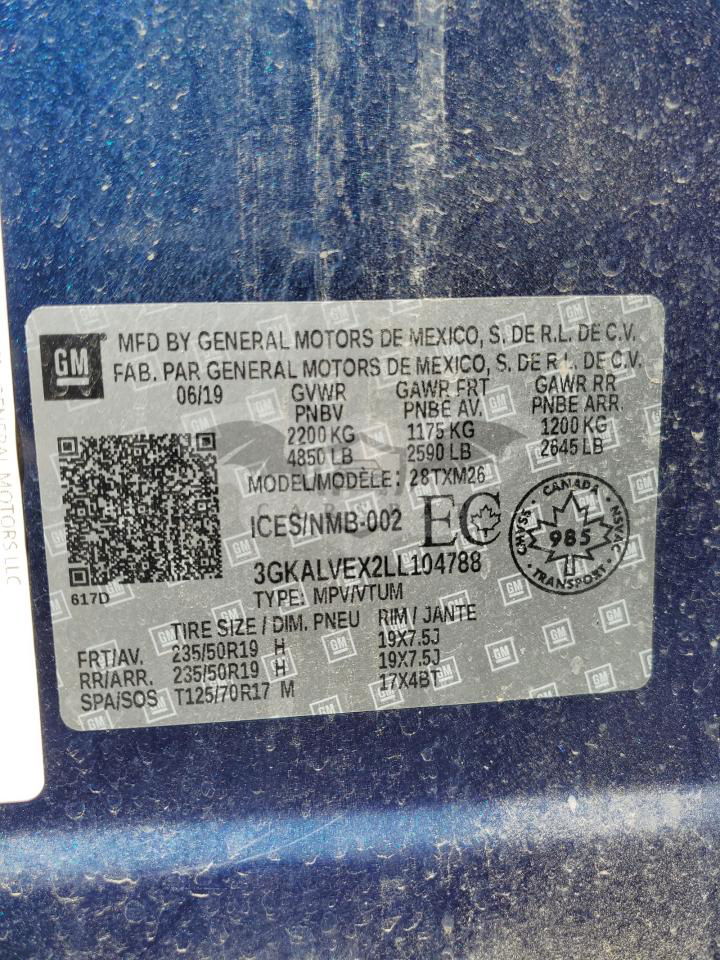 GM
MFD BY GENERAL MOTORS DE MEXICO, S. DE R.L. DE C.V.
FAB. PAR GENERAL MOTORS DE MEXICO, S. DE R.L. DE C.V.
06/19 GVWR GAWR FRT GAWR RR
PNBV PNBE AV. PNBE ARR.
2200 KG 1175 KG 1200 KG
4850 LB 2590 LB 2645 LB
MODEL/MODÈLE: 28TXM26
ICES/NMB-002 EC
CANADA
CMVSS NSVAC
985
TRANSPORT
617D
3GKALVEX2LL104788
TYPE: MPV/VTUM
TIRE SIZE / DIM. PNEU RIM / JANTE
FRT/AV. 235/50R19 H 19X7.5J
RR/ARR. 235/50R19 H 19X7.5J
SPA/SOS T125/70R17 M 17X4BT
GENERAL MOTORS LLC